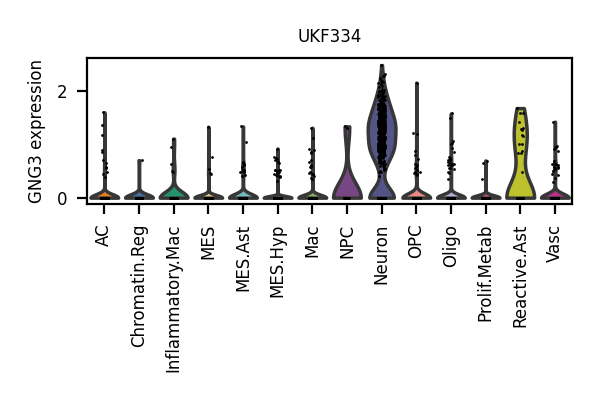 UKF334
GNG3 expression
2
0
AC
Chromatin.Reg
Inflammatory.Mac
MES
MES.Ast
MES.Hyp
Mac
NPC
Neuron
OPC
Oligo
Prolif.Metab
Reactive.Ast
Vasc